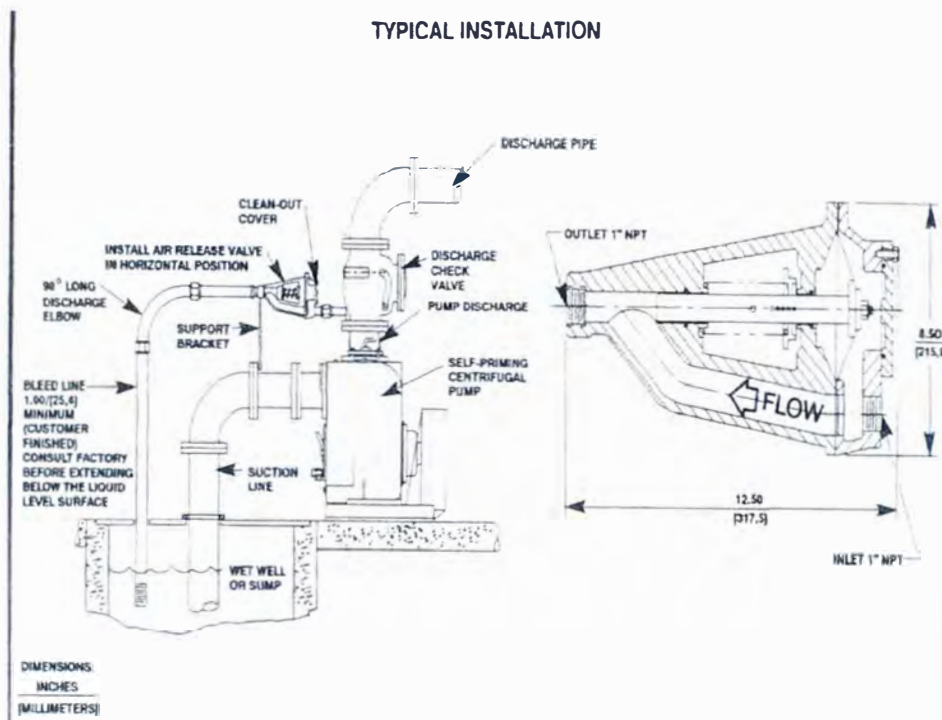 TYPICAL INSTALLATION
DISCHARGE PIPE
CLEAN-OUT
COVER
INSTALL AIR RELEASE VALVE
IN HORIZONTAL POSITION
90° LONG
DISCHARGE
ELBOW
DISCHARGE
CHECK
VALVE
PUMP DISCHARGE
SUPPORT
BRACKET
SELF-PRIMING
CENTRIFUGAL
PUMP
BLEED LINE
1.00/[25,4]
MINIMUM
(CUSTOMER
FINISHED)
CONSULT FACTORY
BEFORE EXTENDING
BELOW THE LIQUID
LEVEL SURFACE
SUCTION
LINE
WET WELL
OR SUMP
OUTLET 1" NPT
FLOW
8.50
12.50
[317,5]
INLET 1" NPT
DIMENSIONS:
INCHES
[MILLIMETERS]